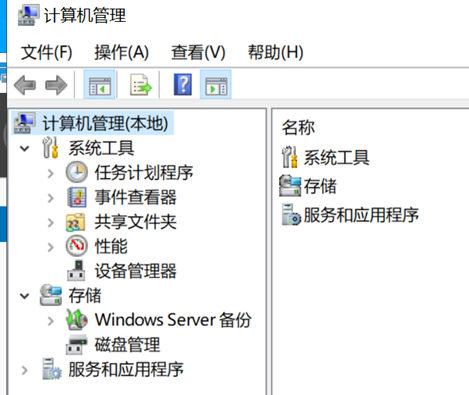 计算机管理
文件(F) 操作(A) 查看(V) 帮助(H)
计算机管理(本地)
系统工具
任务计划程序
事件查看器
共享文件夹
性能
设备管理器
存储
Windows Server 备份
磁盘管理
服务和应用程序
名称
系统工具
存储
服务和应用程序